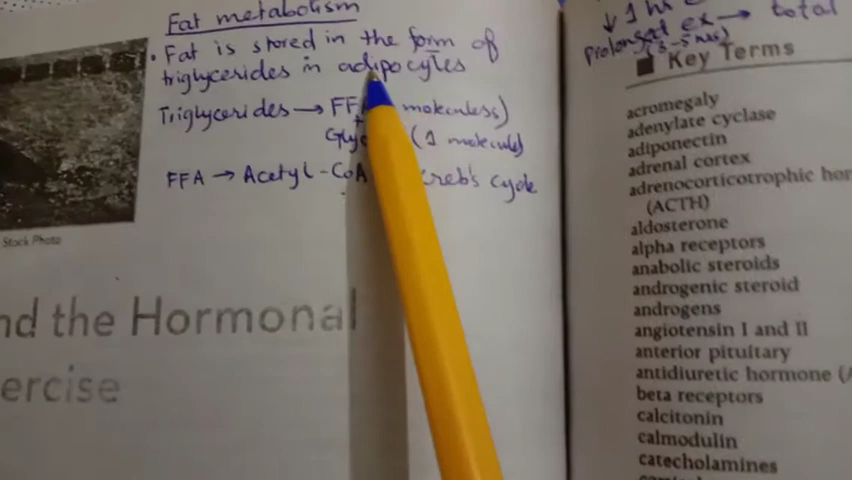 Fat metabolism
• Fat is stored in the form of
triglycerides in adipocytes
Triglycerides → FF molecules)
+
Glyc (1 molecule)
FFA → Acetyl-CoA Creb's cycle
Stock Photo
nd the Hormonal
ercise
↓ 1 hr
ex → total
Key Terms
acromegaly
adenylate cyclase
adiponectin
adrenal cortex
adrenocorticotrophic hor
(ACTH)
aldosterone
alpha receptors
anabolic steroids
androgenic steroid
androgens
angiotensin I and II
anterior pituitary
antidiuretic hormone (A
beta receptors
calcitonin
calmodulin
catecholamines